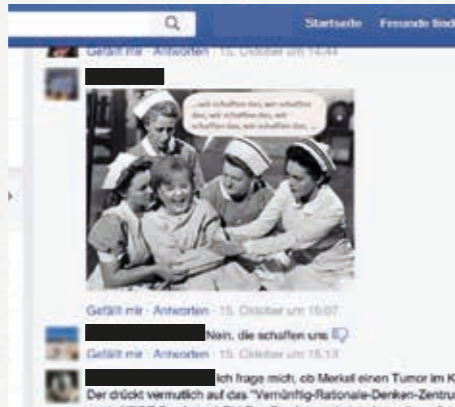 Startseite Freunde find
Gefällt mir · Antworten · 15. Oktober um 14:44
...wir schaffen das, wir schaffen
das, wir schaffen das, wir
schaffen das, wir schaffen das, ...
Gefällt mir · Antworten · 15. Oktober um 15:07
Nein, die schaffen uns
Gefällt mir · Antworten · 15. Oktober um 15:13
Ich frage mich, ob Merkel einen Tumor im K
Der drückt vermutlich auf das "Vernünftig-Rationale-Denken-Zentru